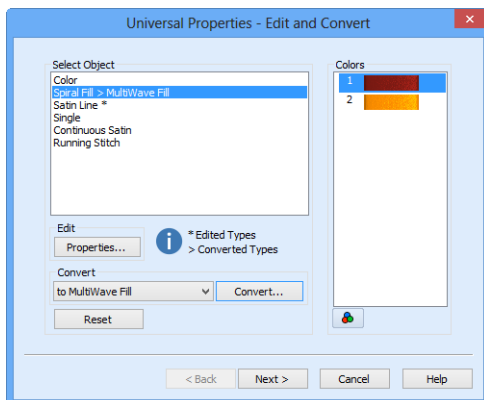 Universal Properties - Edit and Convert
Select Object
Color
Spiral Fill > MultiWave Fill
Satin Line *
Single
Continuous Satin
Running Stitch
Edit
Properties...
* Edited Types
> Converted Types
Convert
to MultiWave Fill
Convert...
Reset
Colors
1
2
< Back
Next >
Cancel
Help